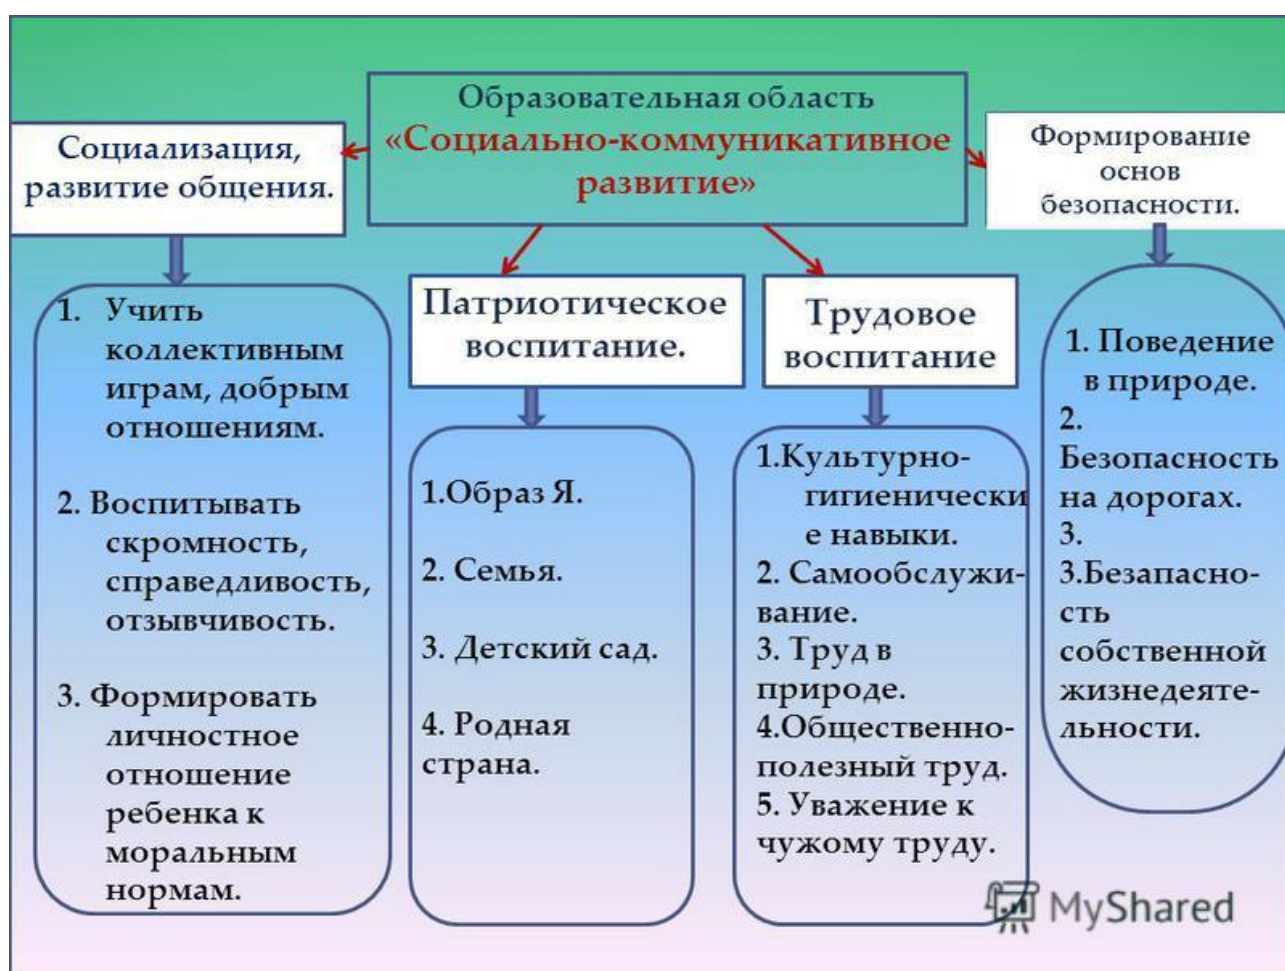 Образовательная область
«Социально-коммуникативное
развитие»
Социализация,
развитие общения.
1. Учить
коллективным
играм, добрым
отношениям.
2. Воспитывать
скромность,
справедливость,
отзывчивость.
3. Формировать
личностное
отношение
ребенка к
моральным
нормам.
Патриотическое
воспитание.
1.Образ Я.
2. Семья.
3. Детский сад.
4. Родная
страна.
Трудовое
воспитание
1.Культурно-
гигиенически
е навыки.
2. Самообслужи-
вание.
3. Труд в
природе.
4.Общественно-
полезный труд.
5. Уважение к
чужому труду.
Формирование
основ
безопасности.
1. Поведение
в природе.
2.
Безопасность
на дорогах.
3.
3.Безапасно-
сть
собственной
жизнедеяте-
льности.
MyShared